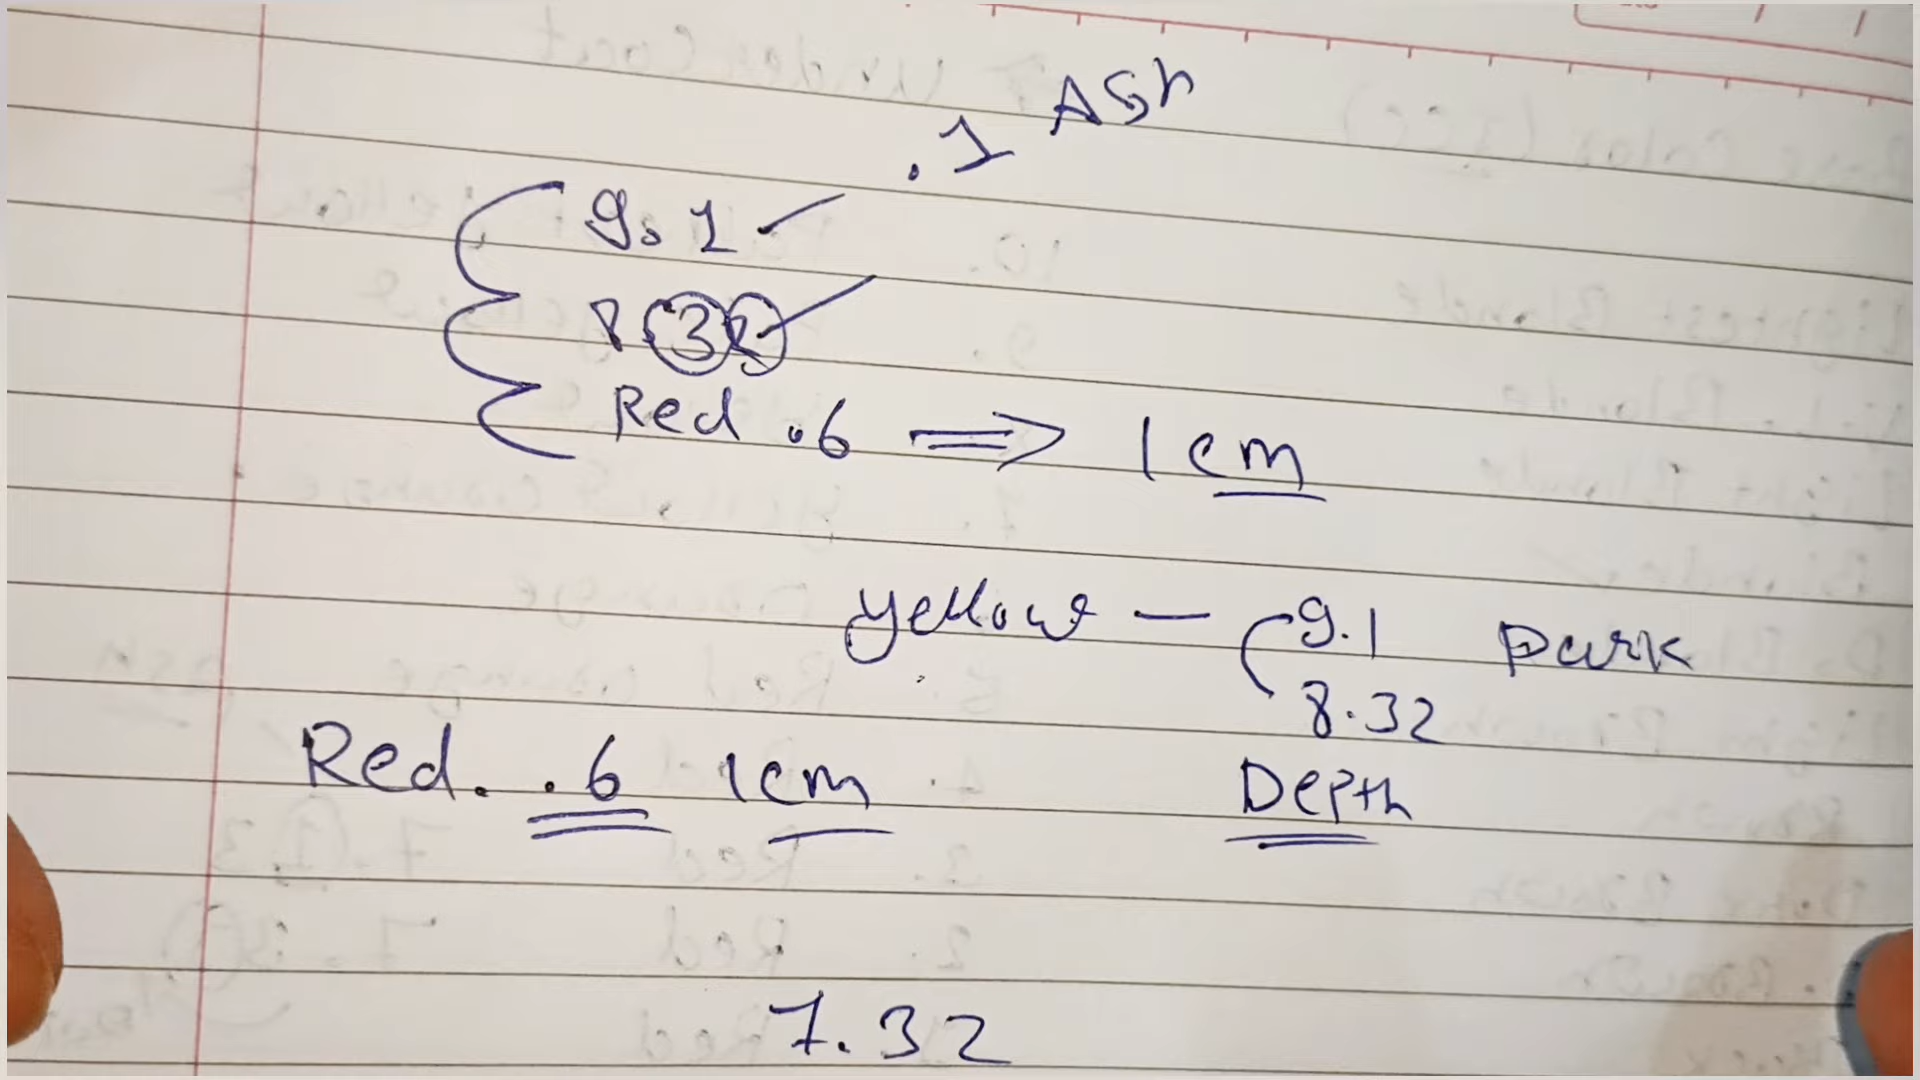 .1 ASh
9.1
8.32
Red .6 ⇒ 1cm
yellow — 9.1 Dark
8.32
Red. .6 1cm
Depth
7.32